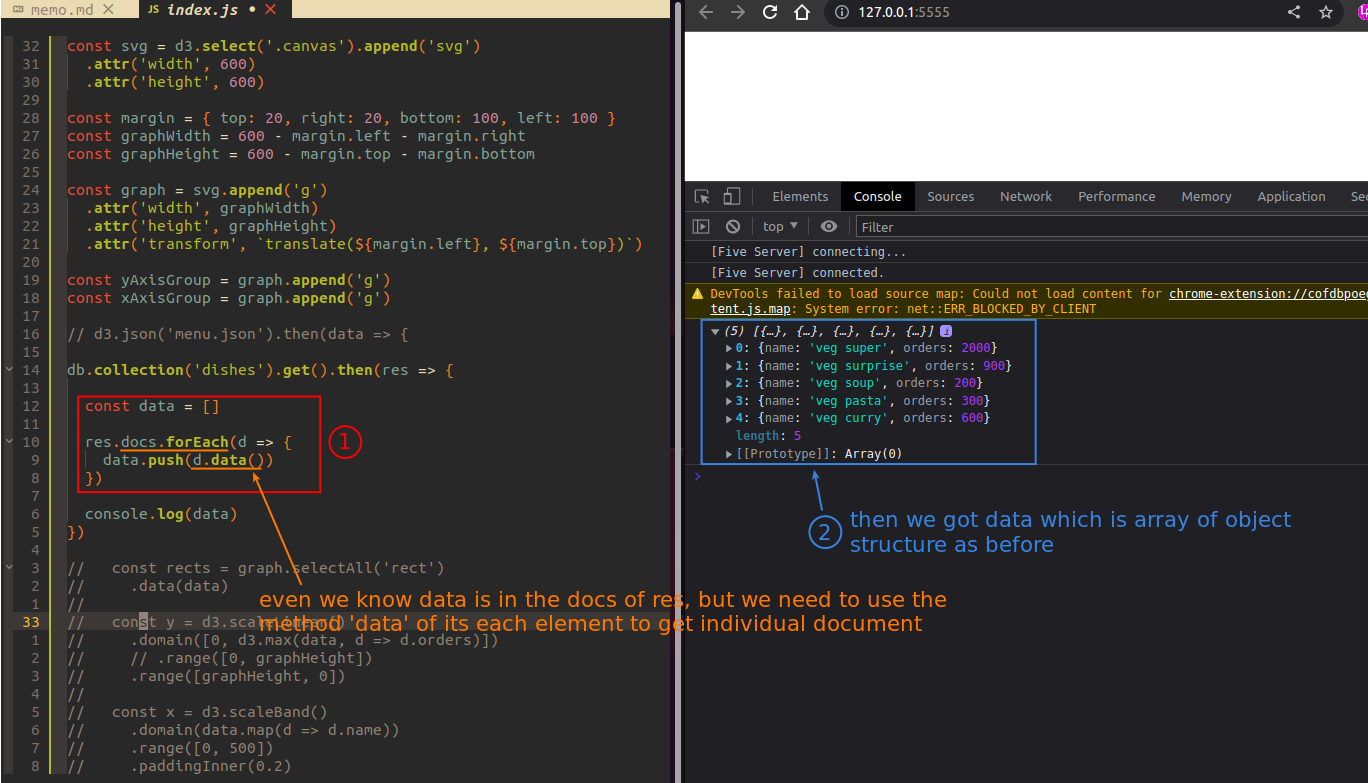 memo.md ✕ JS index.js • ✕
32 const svg = d3.select('.canvas').append('svg')
31 .attr('width', 600)
30 .attr('height', 600)
29
28 const margin = { top: 20, right: 20, bottom: 100, left: 100 }
27 const graphWidth = 600 - margin.left - margin.right
26 const graphHeight = 600 - margin.top - margin.bottom
25
24 const graph = svg.append('g')
23 .attr('width', graphWidth)
22 .attr('height', graphHeight)
21 .attr('transform', `translate(${margin.left}, ${margin.top})`)
20
19 const yAxisGroup = graph.append('g')
18 const xAxisGroup = graph.append('g')
17
16 // d3.json('menu.json').then(data => {
15
14 db.collection('dishes').get().then(res => {
13
12 const data = []
11
10 res.docs.forEach(d => {
9 data.push(d.data())
8 })
7
6 console.log(data)
5 })
4
3 // const rects = graph.selectAll('rect')
2 // .data(data)
1 //
33 // const y = d3.scaleLinear()
1 // .domain([0, d3.max(data, d => d.orders)])
2 // // .range([0, graphHeight])
3 // .range([graphHeight, 0])
4 //
5 // const x = d3.scaleBand()
6 // .domain(data.map(d => d.name))
7 // .range([0, 500])
8 // .paddingInner(0.2)
1
even we know data is in the docs of res, but we need to use the
method 'data' of its each element to get individual document
127.0.0.1:5555
Elements Console Sources Network Performance Memory Application Sec
top Filter
[Five Server] connecting...
[Five Server] connected.
DevTools failed to load source map: Could not load content for chrome-extension://cofdbpoe
tent.js.map: System error: net::ERR_BLOCKED_BY_CLIENT
(5) [{…}, {…}, {…}, {…}, {…}] i
0: {name: 'veg super', orders: 2000}
1: {name: 'veg surprise', orders: 900}
2: {name: 'veg soup', orders: 200}
3: {name: 'veg pasta', orders: 300}
4: {name: 'veg curry', orders: 600}
length: 5
[[Prototype]]: Array(0)
2 then we got data which is array of object
structure as before